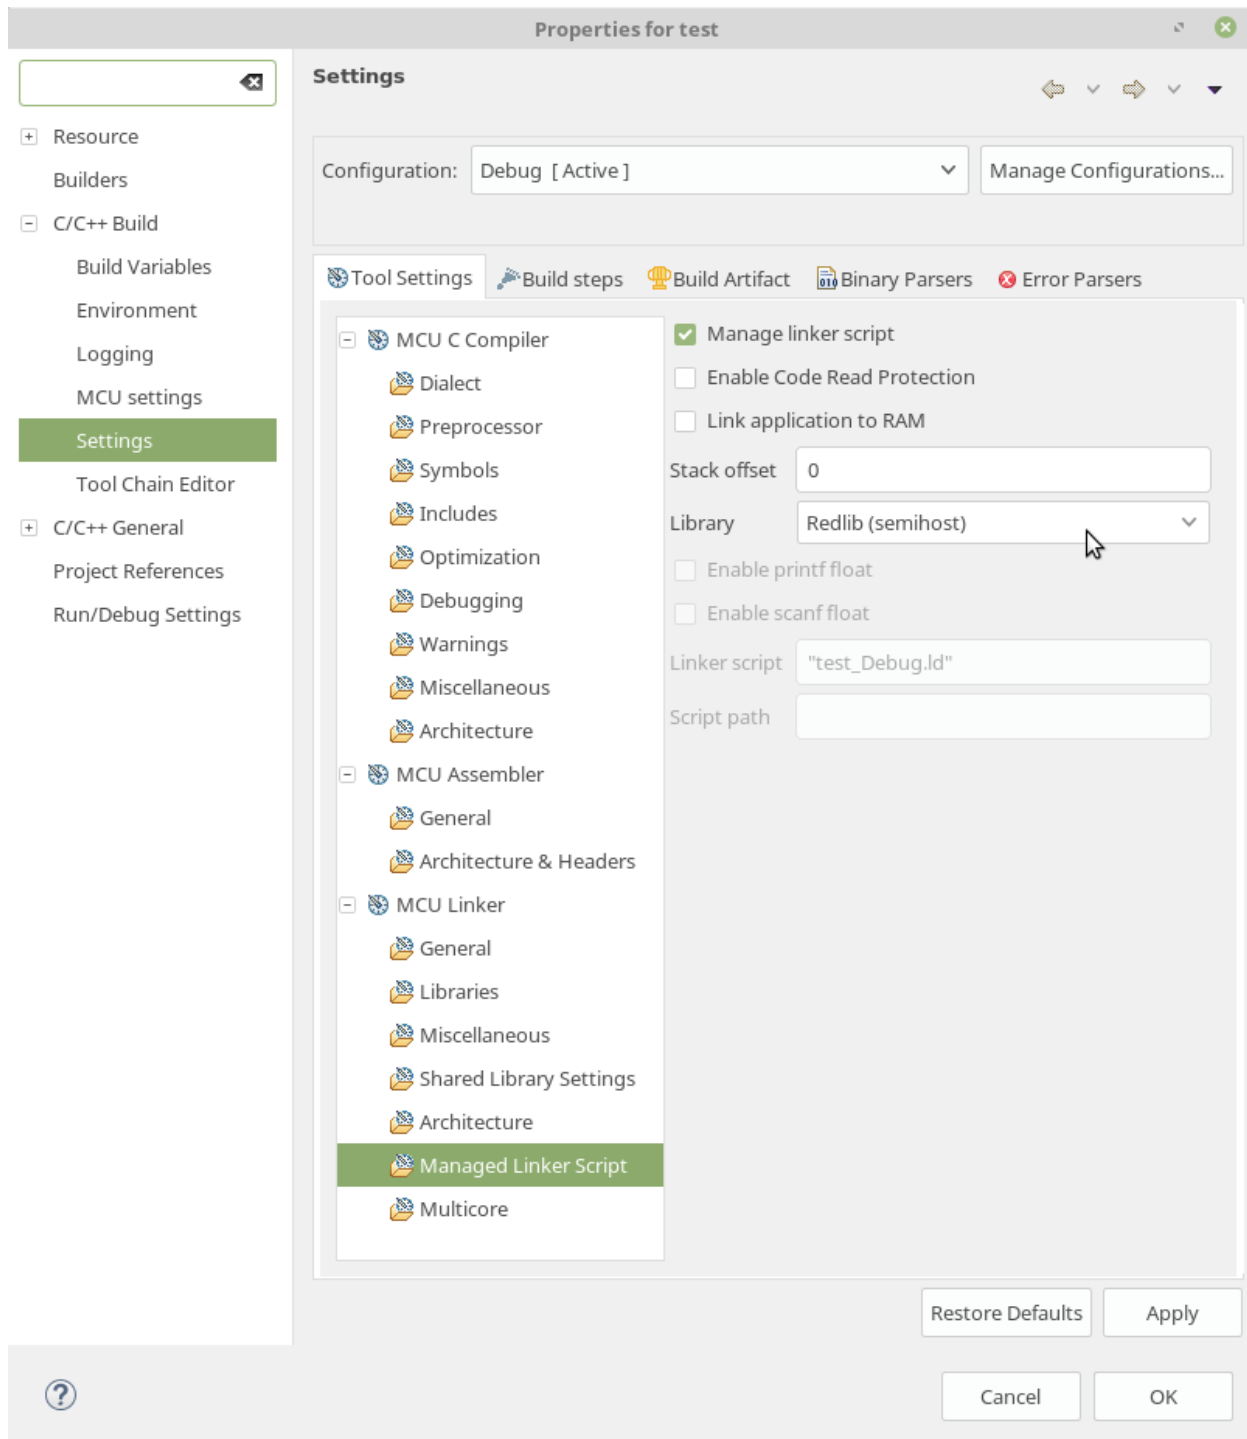 Properties for test
Resource
Builders
C/C++ Build
Build Variables
Environment
Logging
MCU settings
Settings
Tool Chain Editor
C/C++ General
Project References
Run/Debug Settings
Settings
Configuration: Debug [ Active ] Manage Configurations...
Tool Settings Build steps Build Artifact Binary Parsers Error Parsers
MCU C Compiler
Dialect
Preprocessor
Symbols
Includes
Optimization
Debugging
Warnings
Miscellaneous
Architecture
MCU Assembler
General
Architecture & Headers
MCU Linker
General
Libraries
Miscellaneous
Shared Library Settings
Architecture
Managed Linker Script
Multicore
Manage linker script
Enable Code Read Protection
Link application to RAM
Stack offset 0
Library Redlib (semihost)
Enable printf float
Enable scanf float
Linker script "test_Debug.ld"
Script path
Restore Defaults Apply
Cancel OK